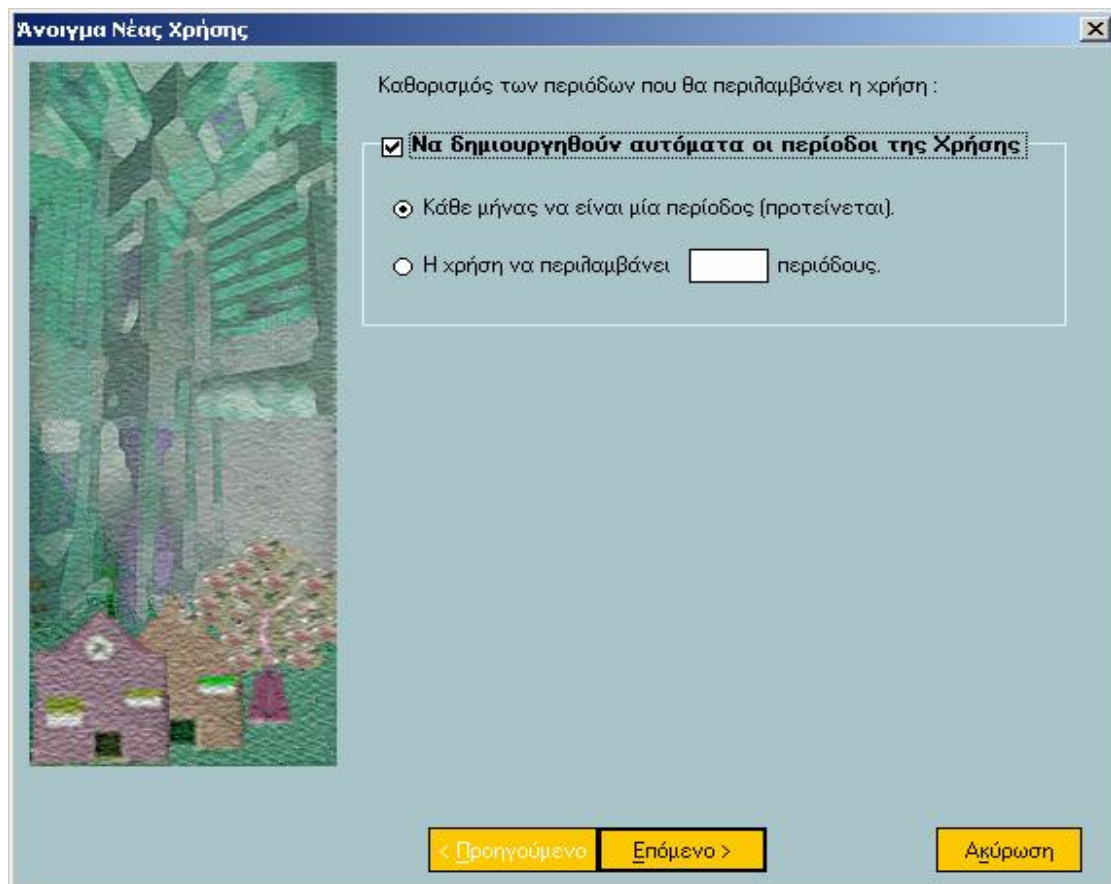 Άνοιγμα Νέας Χρήσης
Καθορισμός των περιόδων που θα περιλαμβάνει η χρήση :
Να δημιουργηθούν αυτόματα οι περίοδοι της Χρήσης
Κάθε μήνας να είναι μία περίοδος (προτείνεται).
Η χρήση να περιλαμβάνει περιόδους.
< Προηγούμενο Επόμενο > Ακύρωση